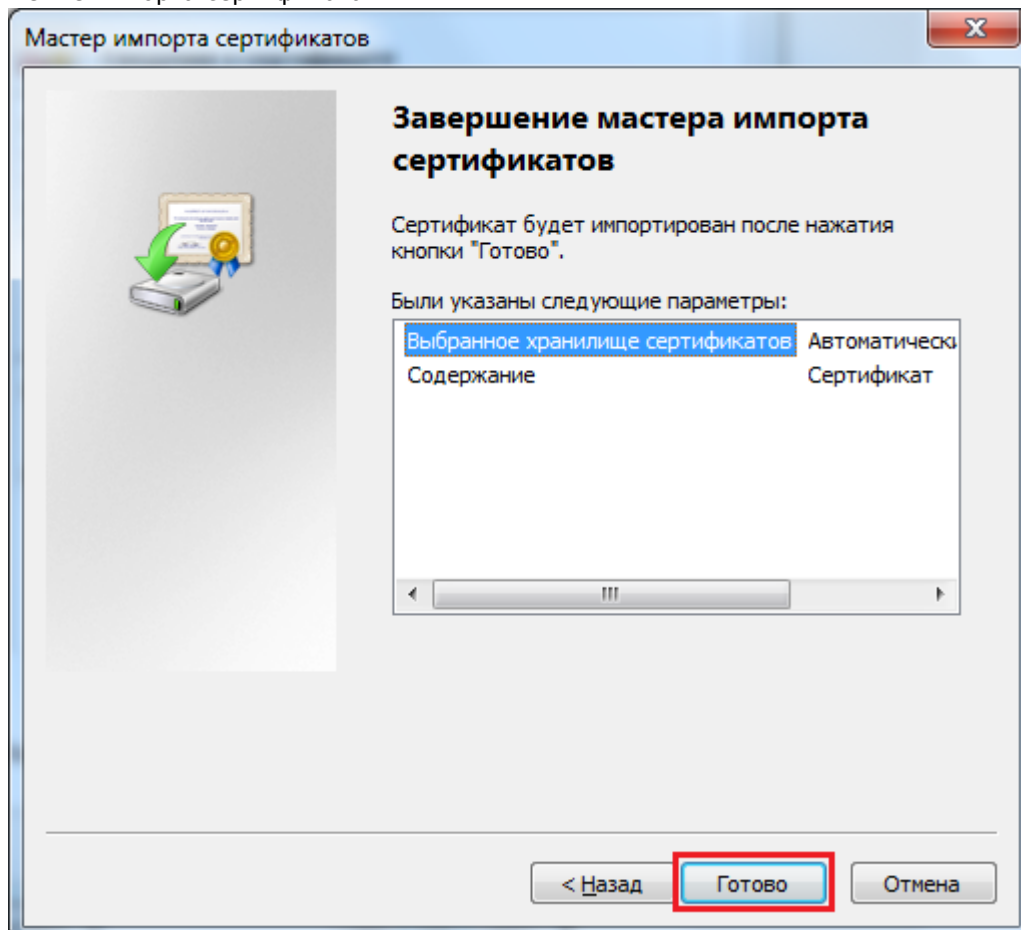 Мастер импорта сертификатов
Завершение мастера импорта
сертификатов
Сертификат будет импортирован после нажатия
кнопки "Готово".
Были указаны следующие параметры:
Выбранное хранилище сертификатов Автоматически
Содержание Сертификат
< Назад Готово Отмена